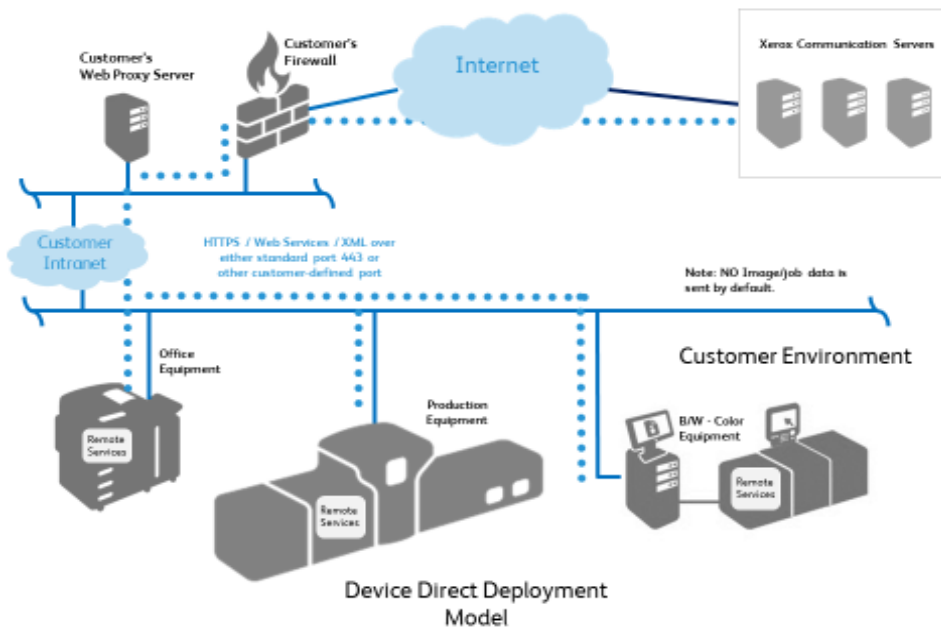 Customer's
Web Proxy Server
Customer's
Firewall
Internet
Xerox Communication Servers
Customer
Intranet
HTTPS / Web Services / XML over
either standard port 443 or
other customer-defined port
Note: NO Image/job data is
sent by default.
Customer Environment
Office
Equipment
Remote
Services
Production
Equipment
Remote
Services
B/W - Color
Equipment
Remote
Services
Device Direct Deployment
Model